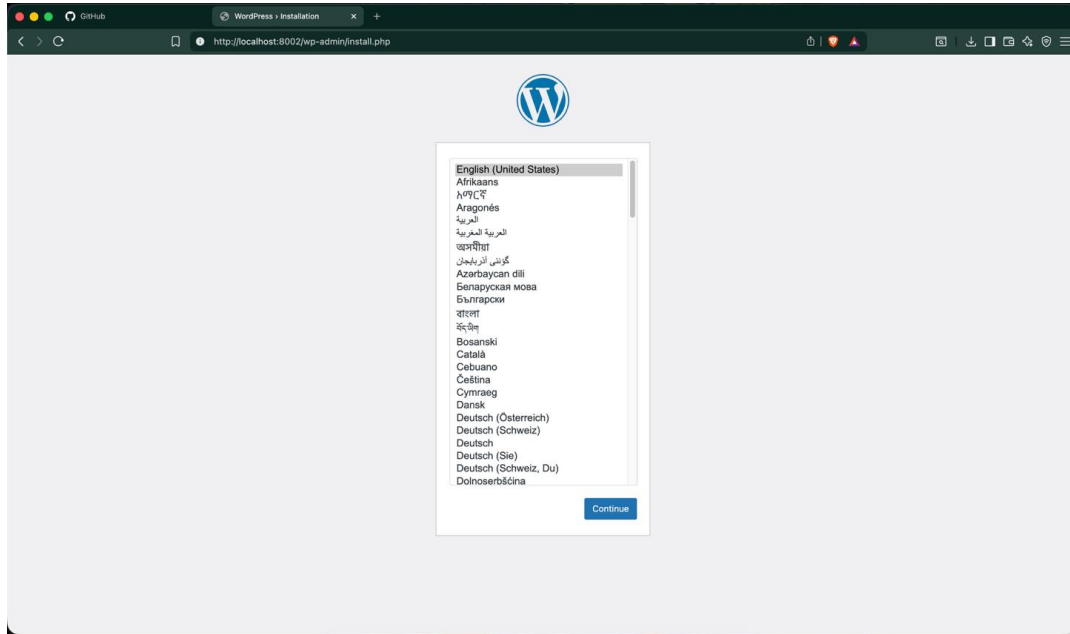 GitHub
WordPress › Installation
http://localhost:8002/wp-admin/install.php
English (United States)
Afrikaans
አማርኛ
Aragonés
العربية
العربية المغربية
অসমীয়া
گؤنئی آذربایجان
Azərbaycan dili
Беларуская мова
Български
বাংলা
བོད་ཡིག
Bosanski
Català
Cebuano
Čeština
Cymraeg
Dansk
Deutsch (Österreich)
Deutsch (Schweiz)
Deutsch
Deutsch (Sie)
Deutsch (Schweiz, Du)
Dolnoserbšćina
Continue